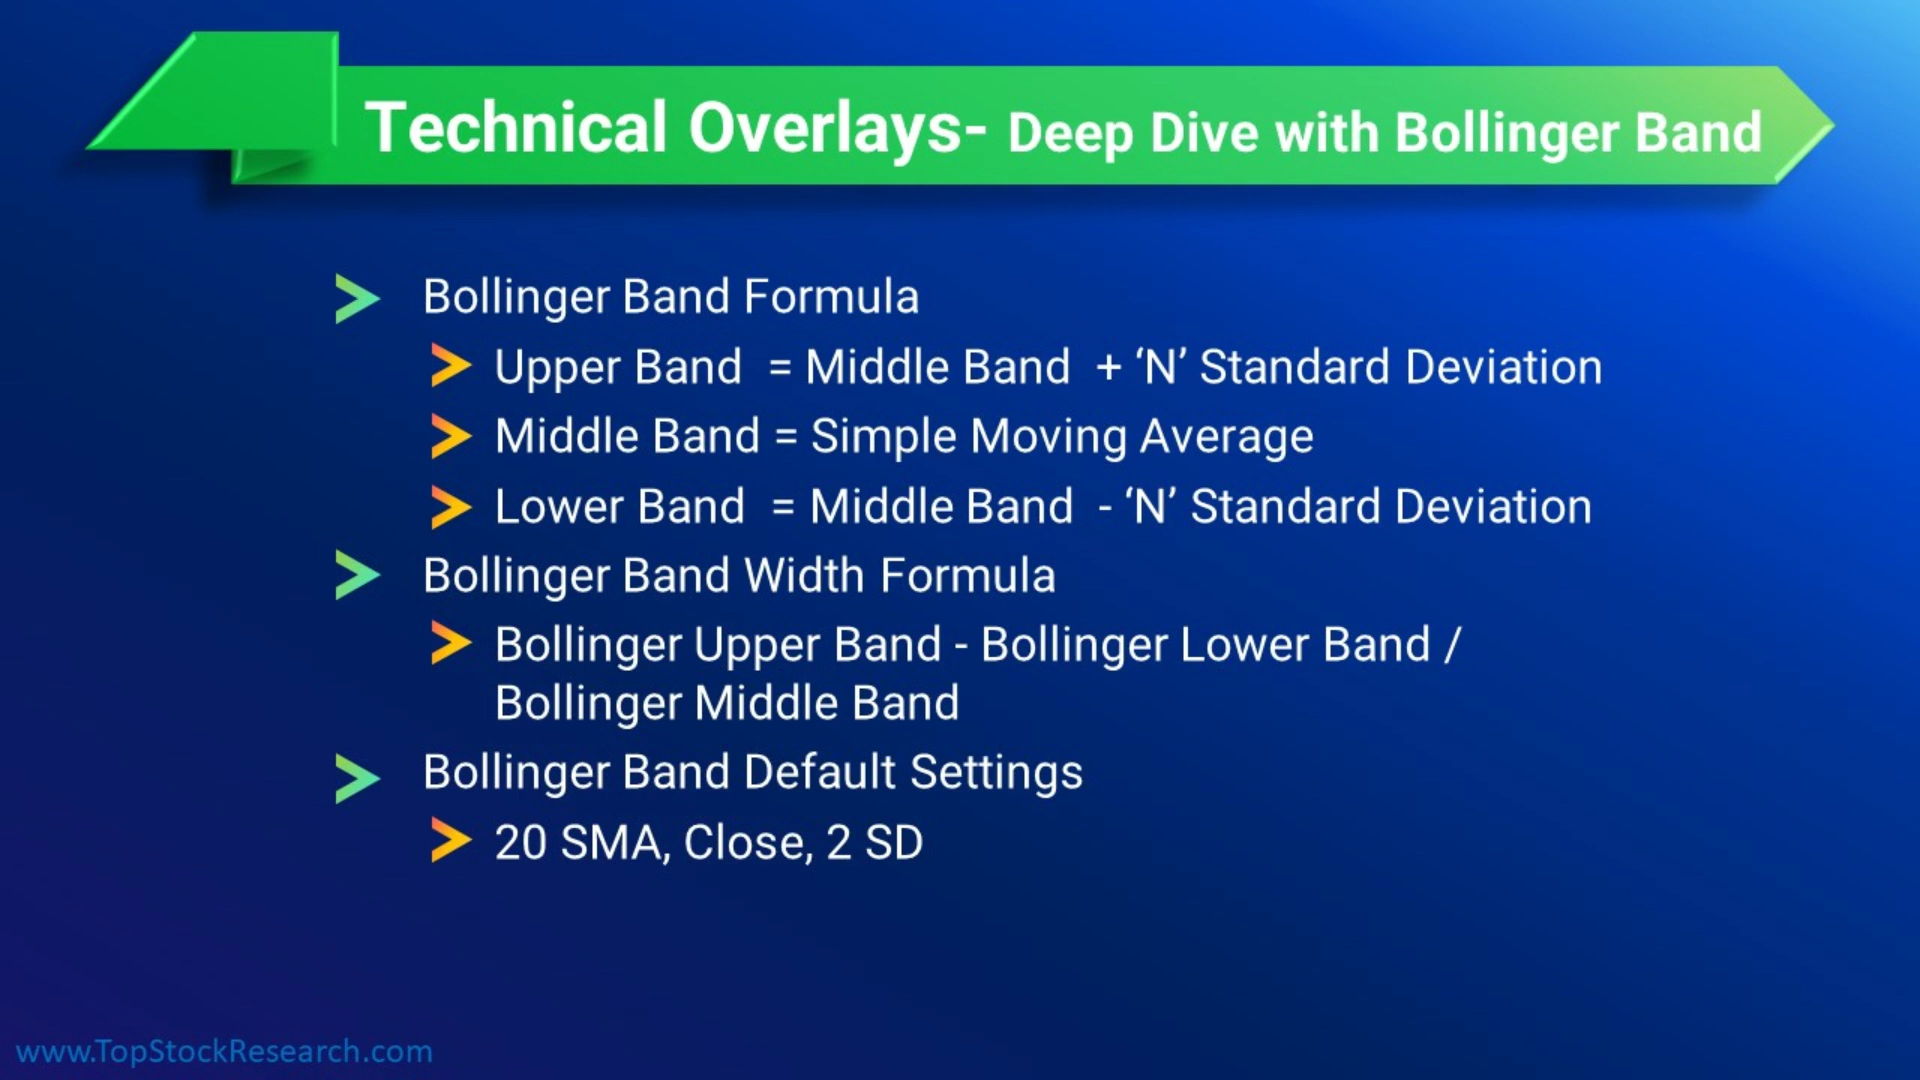 Technical Overlays- Deep Dive with Bollinger Band
Bollinger Band Formula
Upper Band = Middle Band + ‘N’ Standard Deviation
Middle Band = Simple Moving Average
Lower Band = Middle Band - ‘N’ Standard Deviation
Bollinger Band Width Formula
Bollinger Upper Band - Bollinger Lower Band /
Bollinger Middle Band
Bollinger Band Default Settings
20 SMA, Close, 2 SD
www.TopStockResearch.com